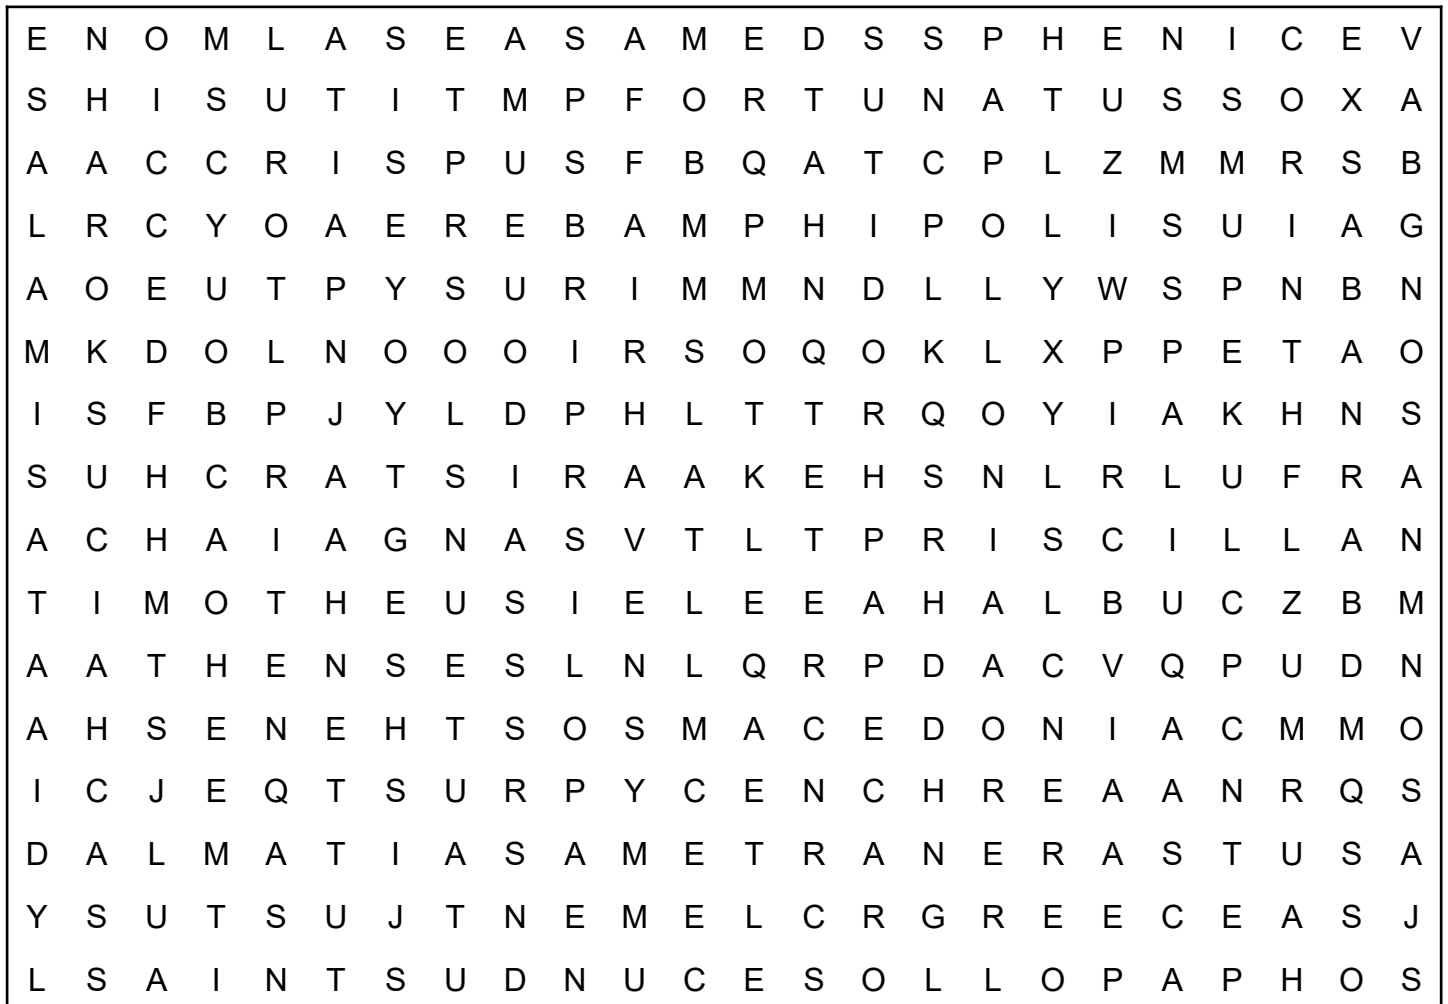 E N O M L A S E A S A M E D S S P H E N I C E V
S H I S U T I T M P F O R T U N A T U S S O X A
A A C C R I S P U S F B Q A T C P L Z M M R S B
L R C Y O A E R E B A M P H I P O L I S U I A G
A O E U T P Y S U R I M M N D L L Y W S P N B N
M K D O L N O O O I R S O Q O K L X P P E T A O
I S F B P J Y L D P H L T T R Q O Y I A K H N S
S U H C R A T S I R A A K E H S N L R L U F R A
A C H A I A G N A S V T L T P R I S C I L L A N
T I M O T H E U S I E L E E A H A L B U C Z B M
A A T H E N S E S L N L Q R P D A C V Q P U D N
A H S E N E H T S O S M A C E D O N I A C M M O
I C J E Q T S U R P Y C E N C H R E A A N R Q S
D A L M A T I A S A M E T R A N E R A S T U S A
Y S U T S U J T N E M E L C R G R E E C E A S J
L S A I N T S U D N U C E S O L L O P A P H O S